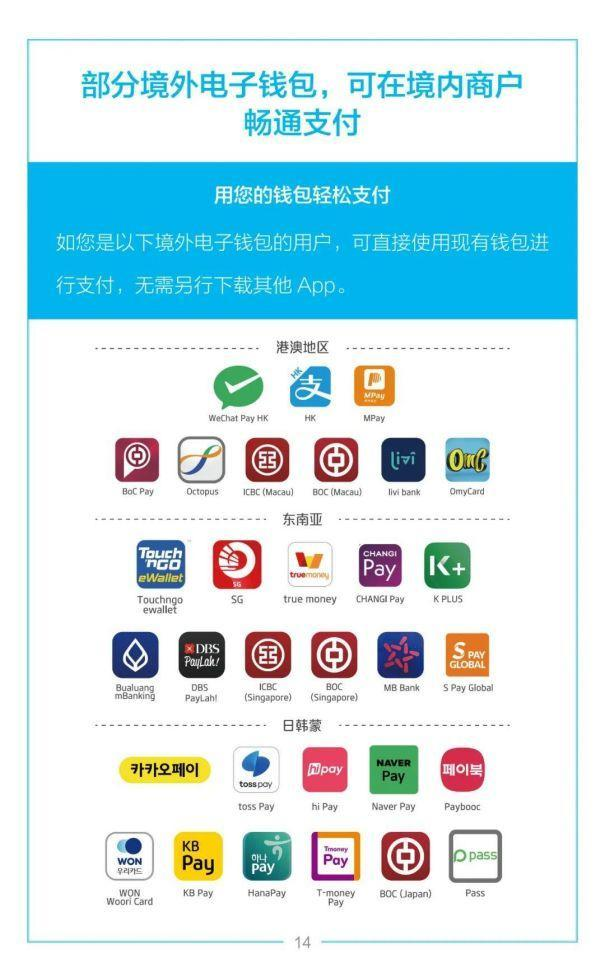 部分境外电子钱包，可在境内商户
畅通支付
用您的钱包轻松支付
如您是以下境外电子钱包的用户，可直接使用现有钱包进
行支付，无需另行下载其他 App。
港澳地区
HK 支 P MPay
WeChat Pay HK HK MPay
livi Omy
BoC Pay Octopus ICBC (Macau) BOC (Macau) livi bank OmyCard
东南亚
Touch 'nGO eWallet SG truemoney CHANGI Pay K+
Touchngo ewallet SG true money CHANGI Pay K PLUS
DBS PayLah! S PAY GLOBAL
Bualuang mBanking DBS PayLah! ICBC (Singapore) BOC (Singapore) MB Bank S Pay Global
日韩蒙
카카오페이 toss pay hipay NAVER Pay 페이북
toss Pay hi Pay Naver Pay Paybooc
WON 우리카드 KB Pay 하나 pay Tmoney Pay pass
WON Woori Card KB Pay HanaPay T-money Pay BOC (Japan) Pass
14